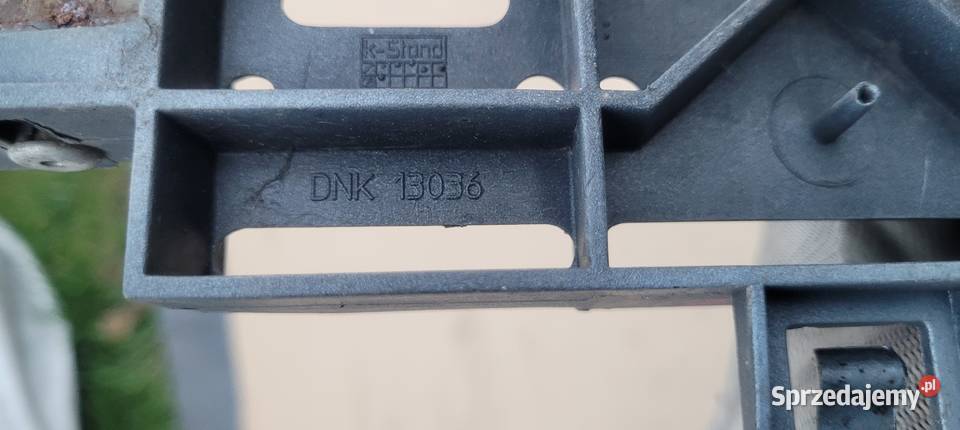 k-Stand
DNK 13036
Sprzedajemy.pl